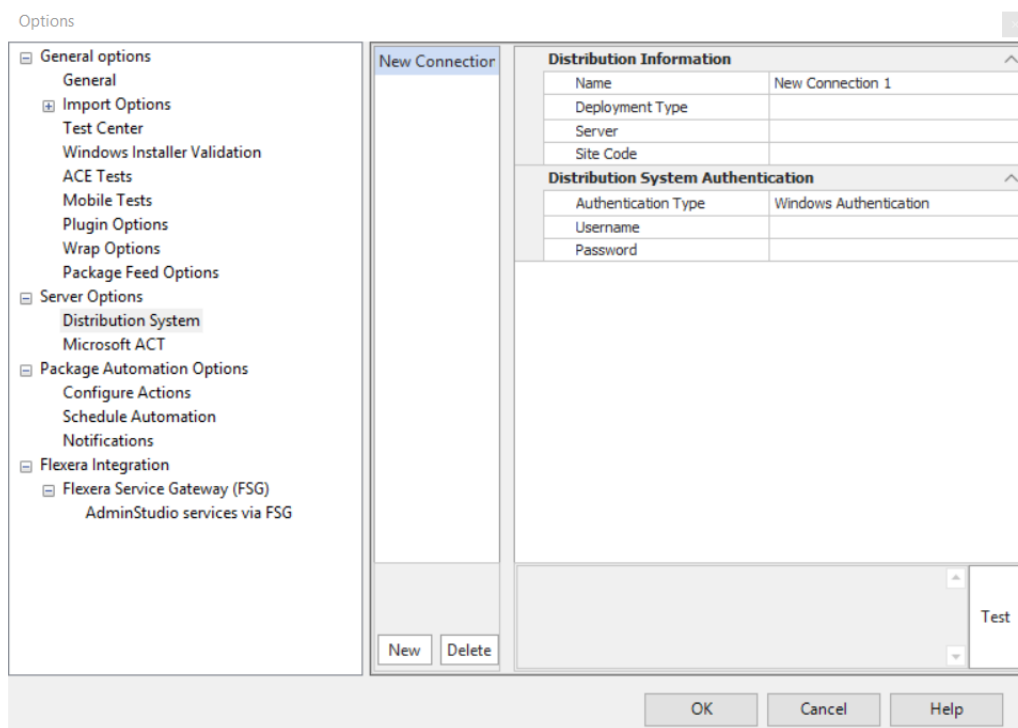 Options
General options
General
Import Options
Test Center
Windows Installer Validation
ACE Tests
Mobile Tests
Plugin Options
Wrap Options
Package Feed Options
Server Options
Distribution System
Microsoft ACT
Package Automation Options
Configure Actions
Schedule Automation
Notifications
Flexera Integration
Flexera Service Gateway (FSG)
AdminStudio services via FSG
New Connection
New Delete
Distribution Information
Name New Connection 1
Deployment Type
Server
Site Code
Distribution System Authentication
Authentication Type Windows Authentication
Username
Password
Test
OK Cancel Help